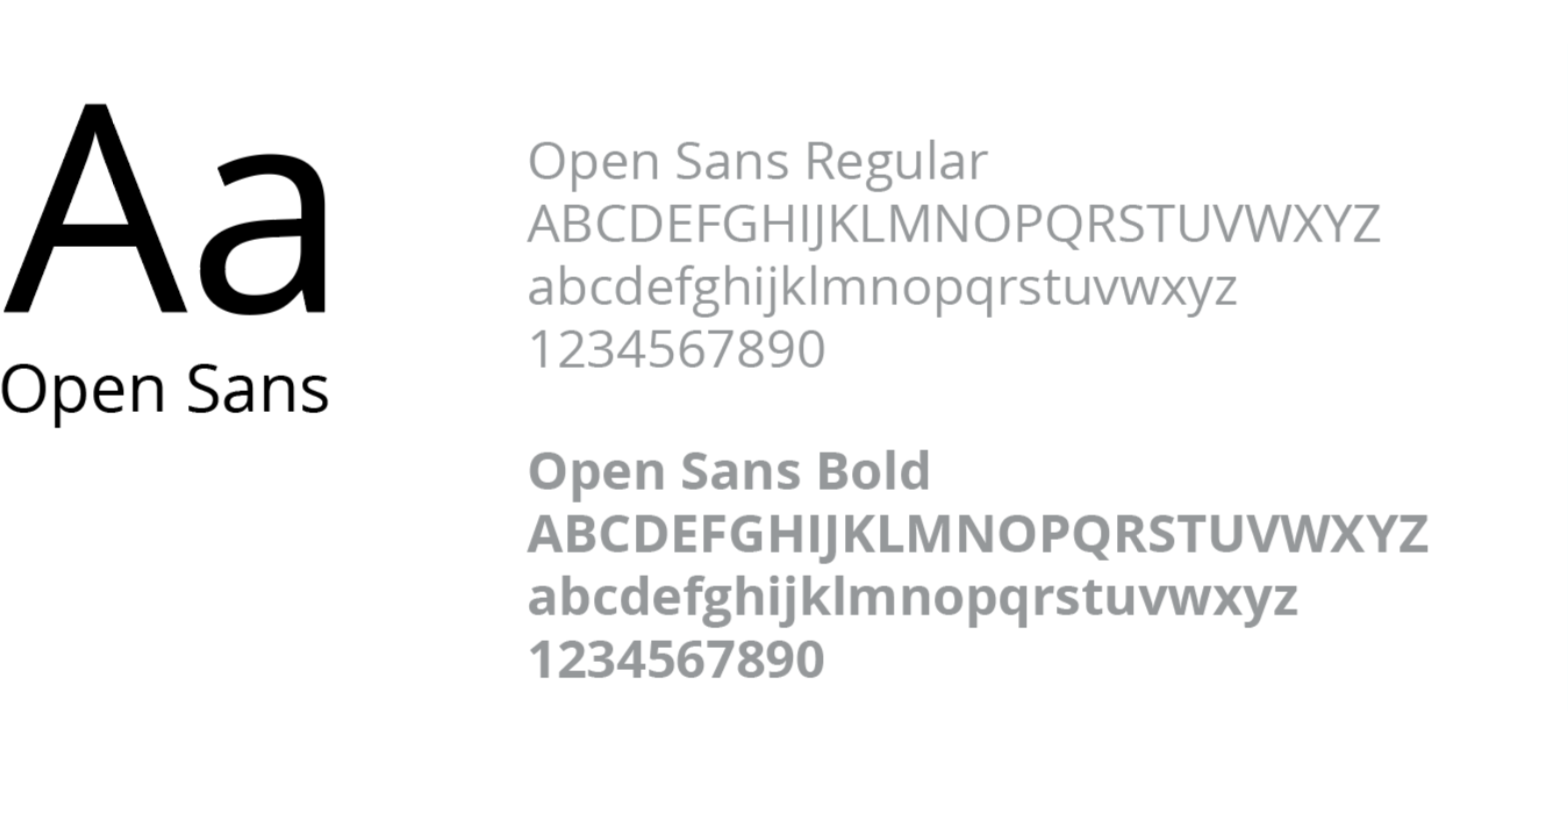 Aa
Open Sans
Open Sans Regular
ABCDEFGHIJKLMNOPQRSTUVWXYZ
abcdefghijklmnopqrstuvwxyz
1234567890
Open Sans Bold
ABCDEFGHIJKLMNOPQRSTUVWXYZ
abcdefghijklmnopqrstuvwxyz
1234567890